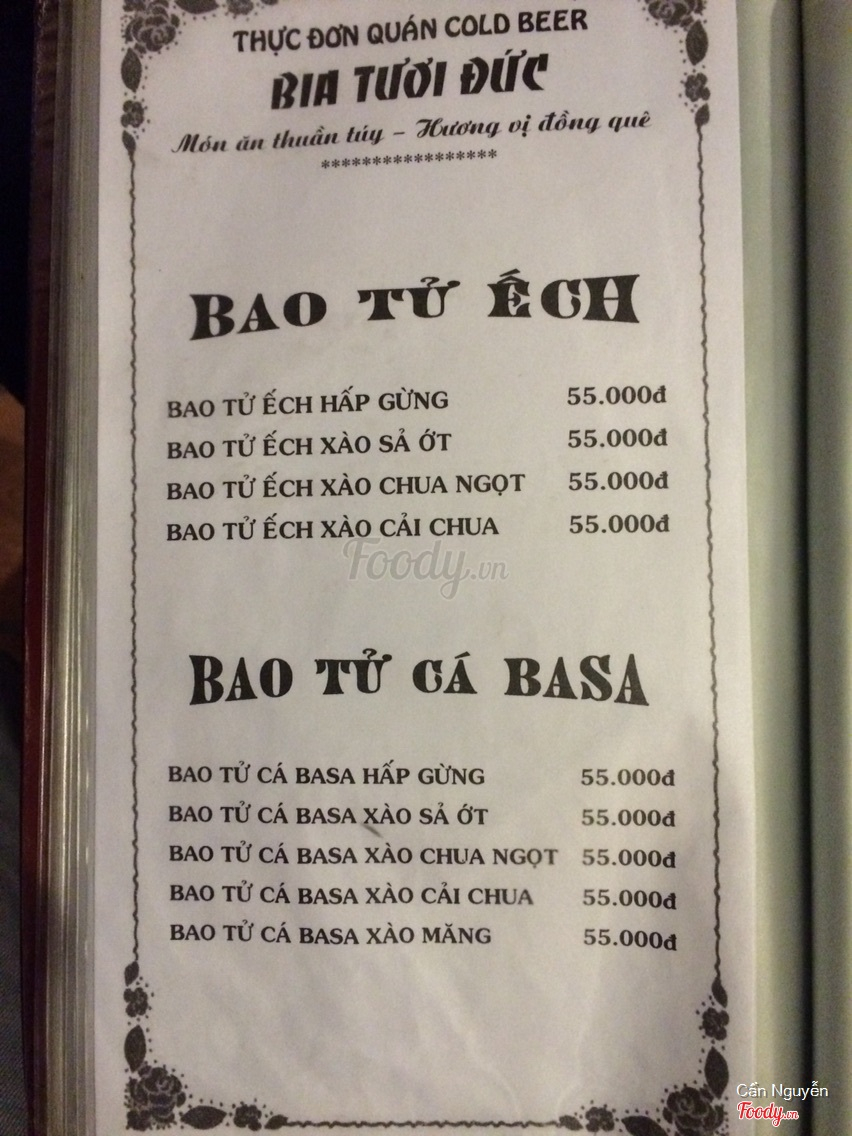 THỰC ĐƠN QUÁN COLD BEER
BIA TƯƠI ĐỨC
Món ăn thuần túy – Hương vị đồng quê
*****************
BAO TỬ ẾCH
BAO TỬ ẾCH HẤP GỪNG 55.000đ
BAO TỬ ẾCH XÀO SẢ ỚT 55.000đ
BAO TỬ ẾCH XÀO CHUA NGỌT 55.000đ
BAO TỬ ẾCH XÀO CẢI CHUA 55.000đ
Foody.vn
BAO TỬ CÁ BASA
BAO TỬ CÁ BASA HẤP GỪNG 55.000đ
BAO TỬ CÁ BASA XÀO SẢ ỚT 55.000đ
BAO TỬ CÁ BASA XÀO CHUA NGỌT 55.000đ
BAO TỬ CÁ BASA XÀO CẢI CHUA 55.000đ
BAO TỬ CÁ BASA XÀO MĂNG 55.000đ
Cấn Nguyễn
Foody.vn